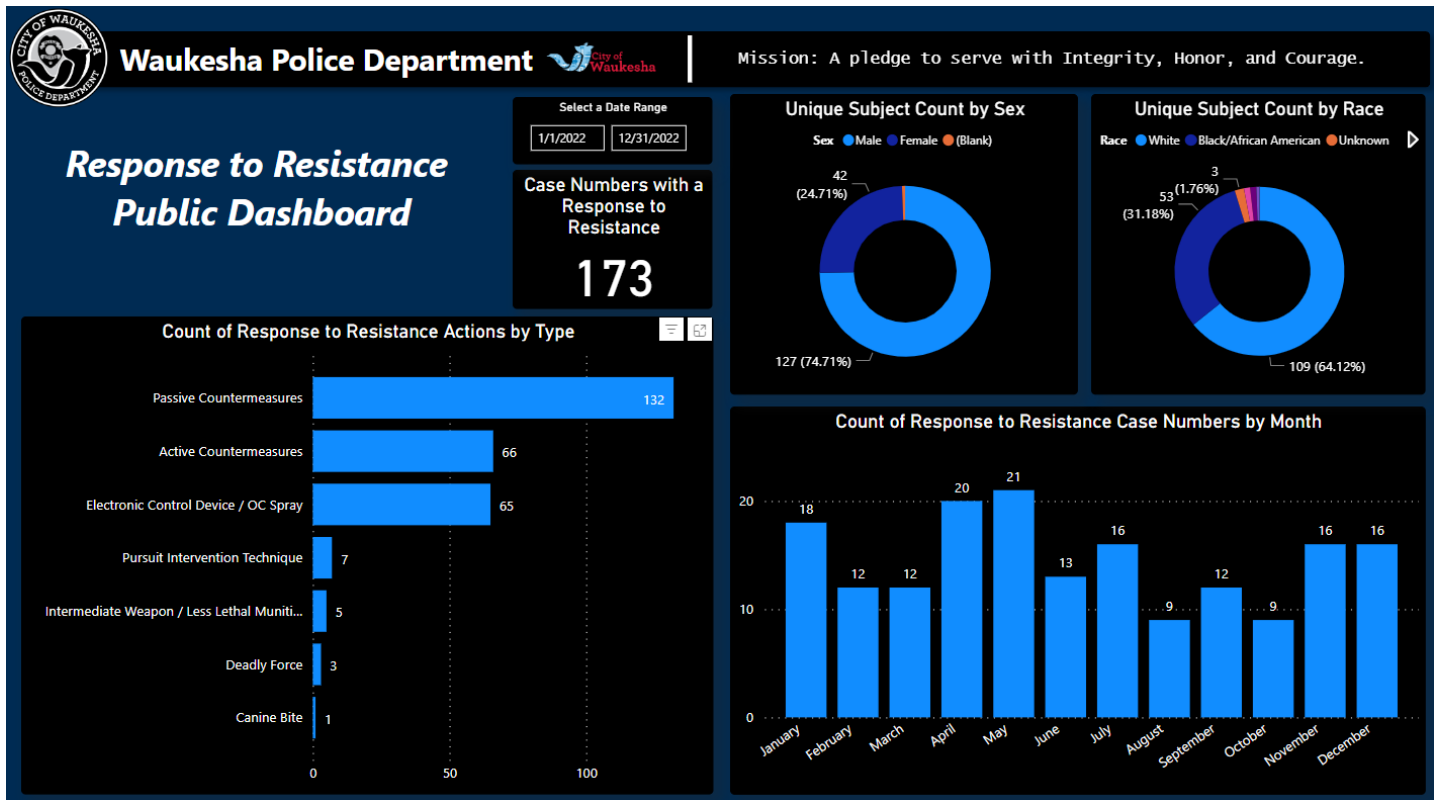 CITY OF WAUKESHA
POLICE DEPARTMENT
Waukesha Police Department
City of
Waukesha
Mission: A pledge to serve with Integrity, Honor, and Courage.
Response to Resistance
Public Dashboard
Select a Date Range
1/1/2022
12/31/2022
Case Numbers with a
Response to
Resistance
173
Unique Subject Count by Sex
Sex Male Female (Blank)
42
(24.71%)
127 (74.71%)
Unique Subject Count by Race
Race White Black/African American Unknown
3
(1.76%)
53
(31.18%)
109 (64.12%)
Count of Response to Resistance Actions by Type
Passive Countermeasures 132
Active Countermeasures 66
Electronic Control Device / OC Spray 65
Pursuit Intervention Technique 7
Intermediate Weapon / Less Lethal Muniti... 5
Deadly Force 3
Canine Bite 1
0 50 100
Count of Response to Resistance Case Numbers by Month
20
10
0
18 12 12 20 21 13 16 9 12 9 16 16
January February March April May June July August September October November December